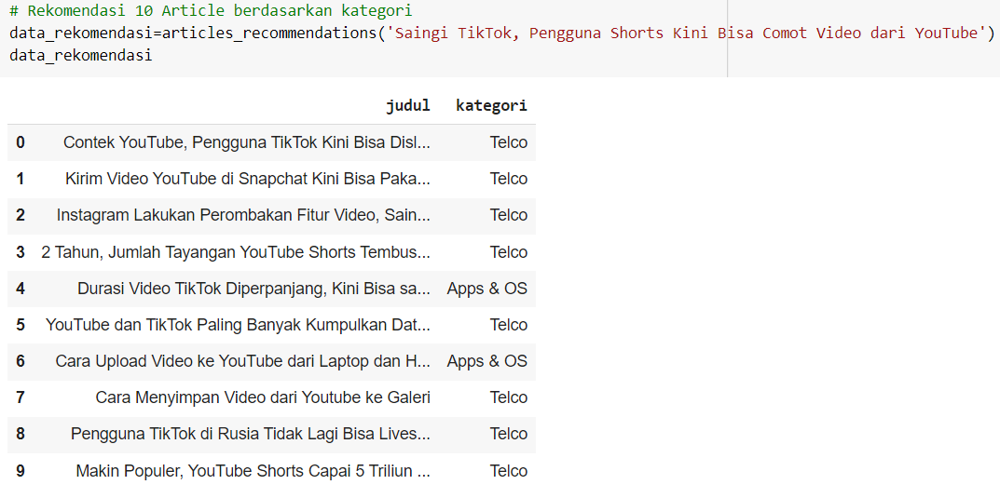 # Rekomendasi 10 Article berdasarkan kategori
data_rekomendasi=articles_recommendations('Saingi TikTok, Pengguna Shorts Kini Bisa Comot Video dari YouTube')
data_rekomendasi
judul kategori
0 Contek YouTube, Pengguna TikTok Kini Bisa Disl... Telco
1 Kirim Video YouTube di Snapchat Kini Bisa Paka... Telco
2 Instagram Lakukan Perombakan Fitur Video, Sain... Telco
3 2 Tahun, Jumlah Tayangan YouTube Shorts Tembus... Telco
4 Durasi Video TikTok Diperpanjang, Kini Bisa sa... Apps & OS
5 YouTube dan TikTok Paling Banyak Kumpulkan Dat... Telco
6 Cara Upload Video ke YouTube dari Laptop dan H... Apps & OS
7 Cara Menyimpan Video dari Youtube ke Galeri Telco
8 Pengguna TikTok di Rusia Tidak Lagi Bisa Lives... Telco
9 Makin Populer, YouTube Shorts Capai 5 Triliun ... Telco